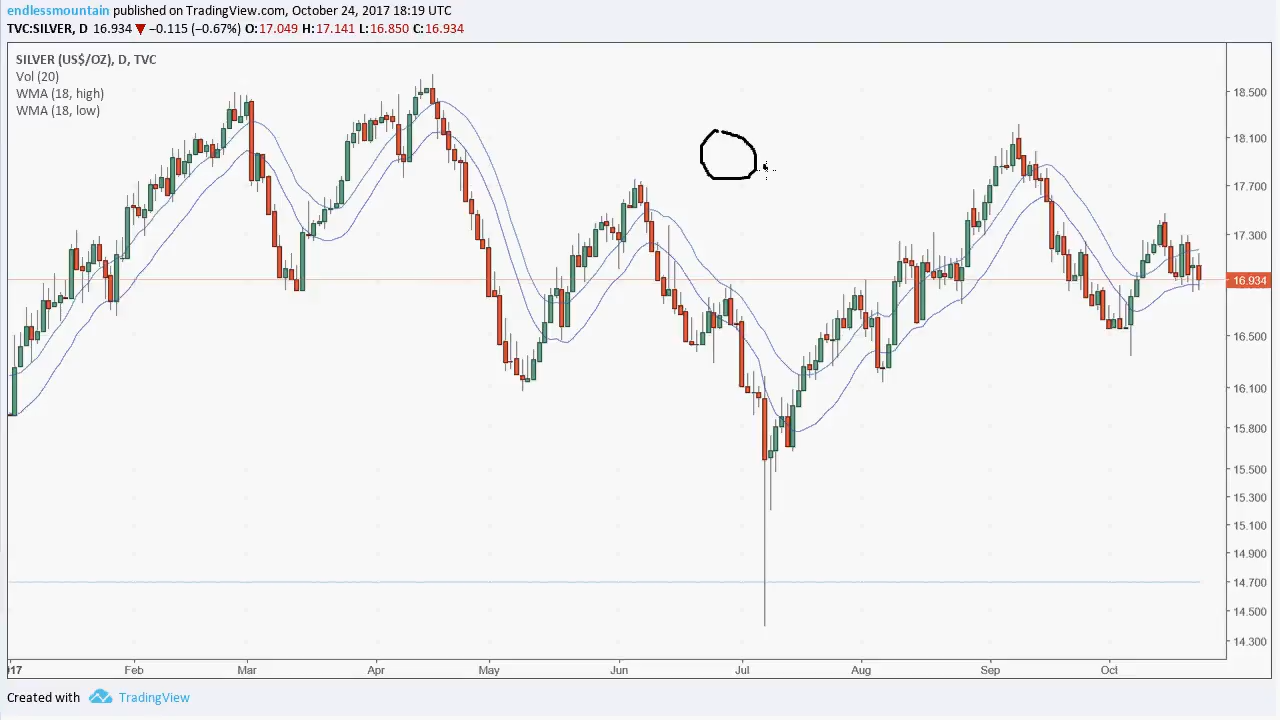 endlessmountain published on TradingView.com, October 24, 2017 18:19 UTC
TVC:SILVER, D 16.934 ▼ −0.115 (−0.67%) O:17.049 H:17.141 L:16.850 C:16.934
SILVER (US$/OZ), D, TVC
Vol (20)
WMA (18, high)
WMA (18, low)
18.500
18.100
17.700
17.300
16.934
16.500
16.100
15.800
15.500
15.300
15.100
14.900
14.700
14.500
14.300
Feb Mar Apr May Jun Jul Aug Sep Oct
Created with TradingView